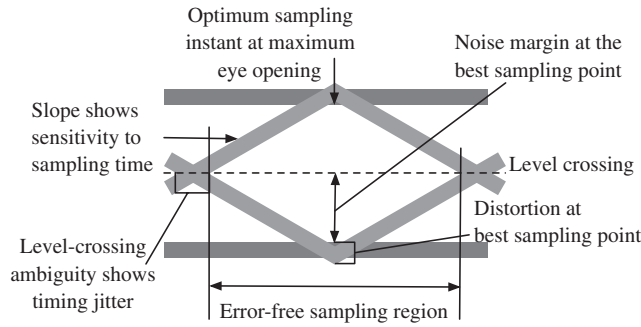 Optimum sampling
instant at maximum
eye opening
Noise margin at the
best sampling point
Slope shows
sensitivity to
sampling time
Level crossing
Distortion at
best sampling point
Level-crossing
ambiguity shows
timing jitter
Error-free sampling region